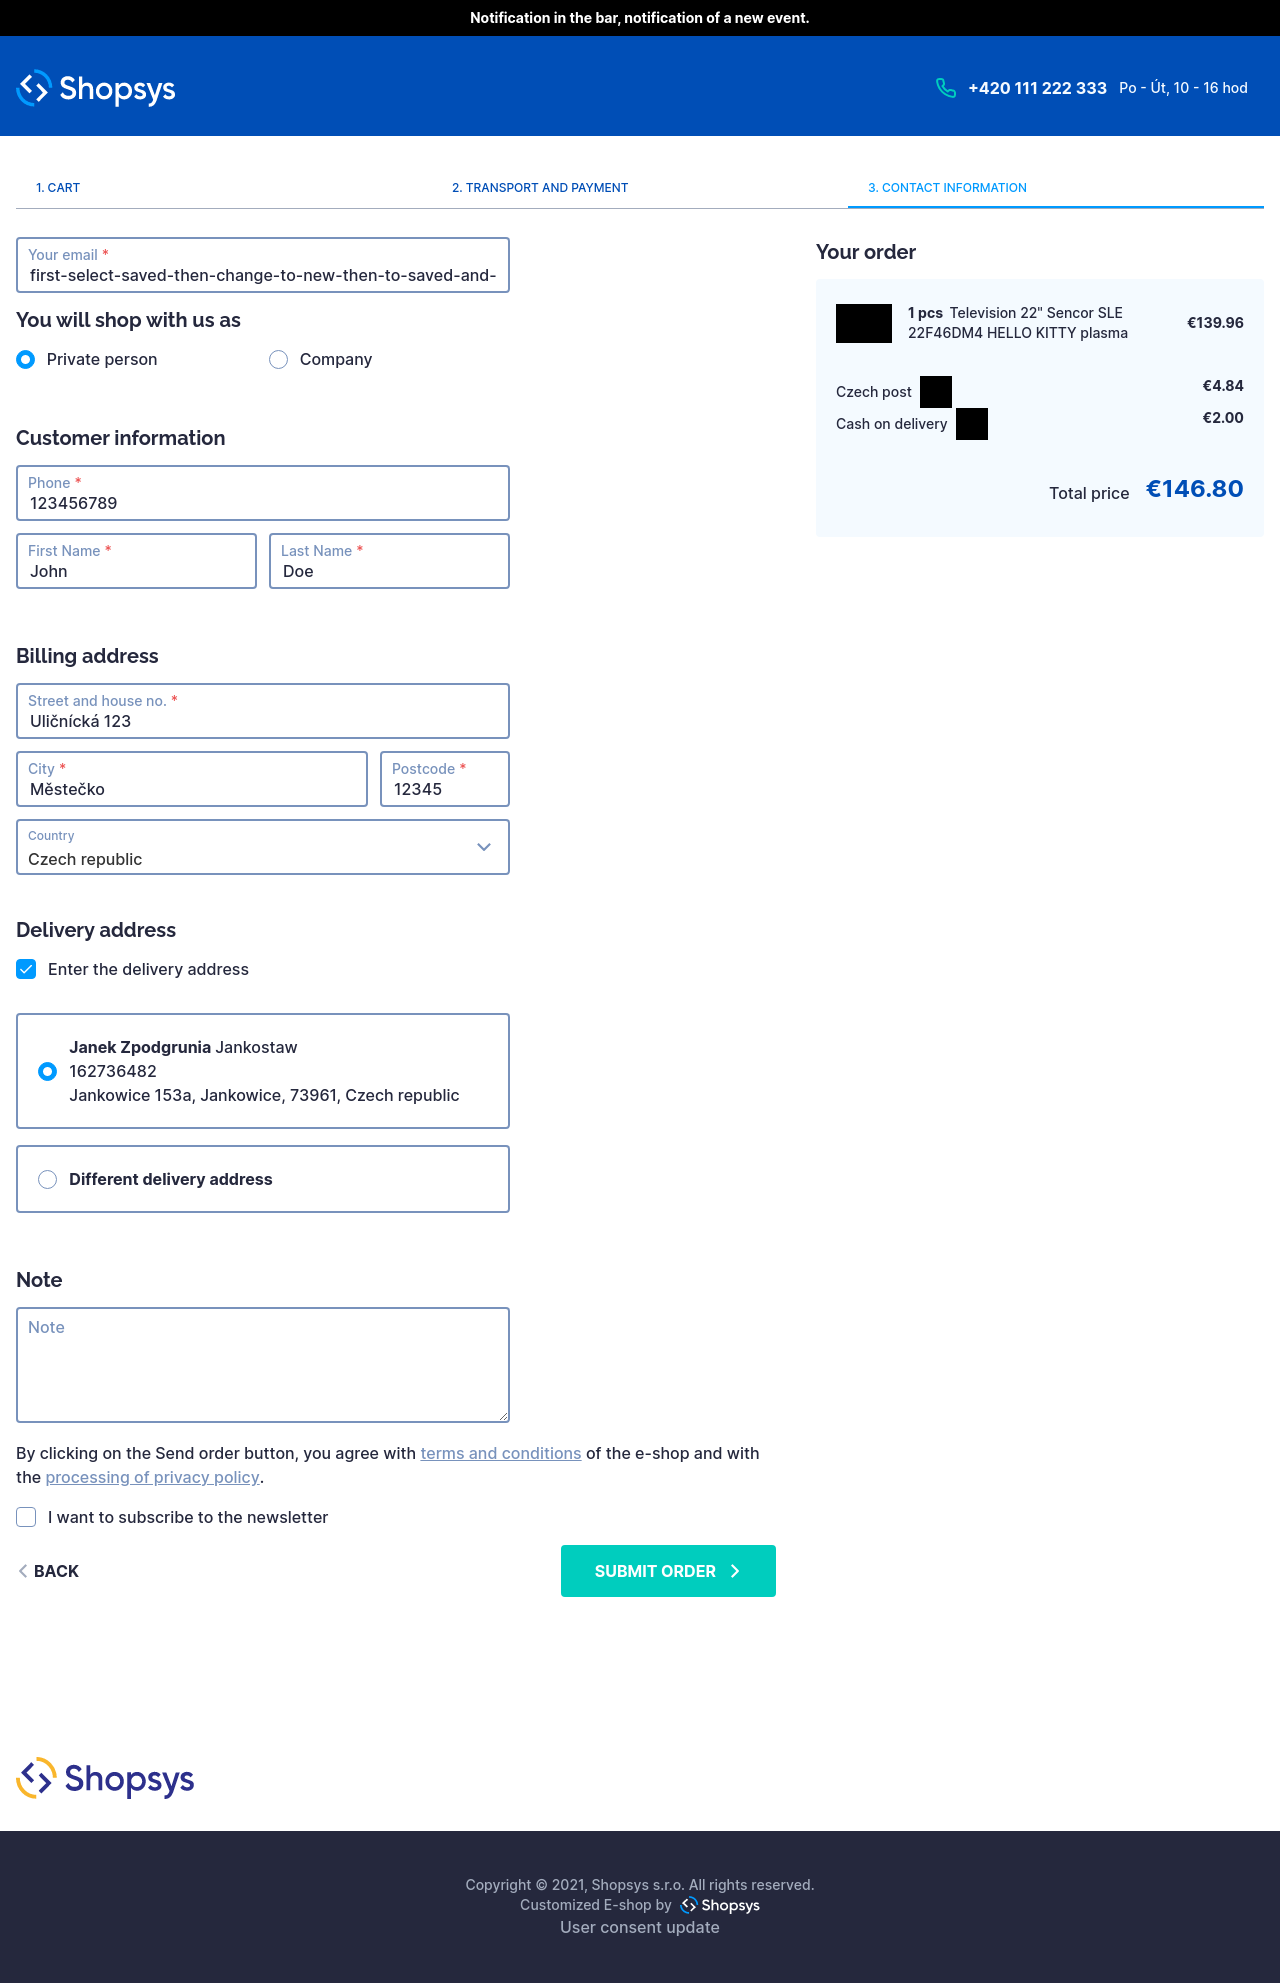 Notification in the bar, notification of a new event.
Shopsys
+420 111 222 333 Po - Út, 10 - 16 hod
1. CART
2. TRANSPORT AND PAYMENT
3. CONTACT INFORMATION
Your email *
first-select-saved-then-change-to-new-then-to-saved-and-
You will shop with us as
Private person
Company
Customer information
Phone *
123456789
First Name *
John
Last Name *
Doe
Billing address
Street and house no. *
Uličnícká 123
City *
Městečko
Postcode *
12345
Country
Czech republic
Delivery address
Enter the delivery address
Janek Zpodgrunia Jankostaw
162736482
Jankowice 153a, Jankowice, 73961, Czech republic
Different delivery address
Note
Note
By clicking on the Send order button, you agree with terms and conditions of the e-shop and with
the processing of privacy policy.
I want to subscribe to the newsletter
BACK
SUBMIT ORDER
Your order
1 pcs Television 22" Sencor SLE
22F46DM4 HELLO KITTY plasma
€139.96
Czech post
€4.84
Cash on delivery
€2.00
Total price €146.80
Shopsys
Copyright © 2021, Shopsys s.r.o. All rights reserved.
Customized E-shop by Shopsys
User consent update